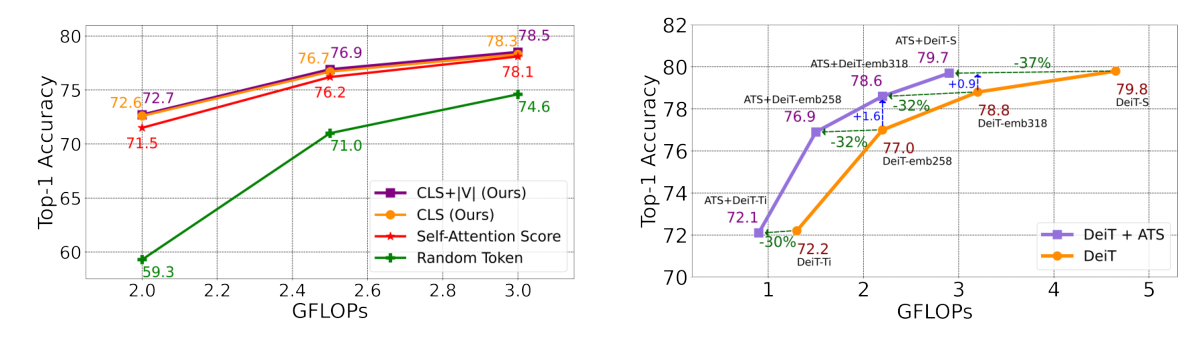 80
75
70
65
60
Top-1 Accuracy
72.6
72.7
71.5
59.3
76.7
76.9
76.2
71.0
78.3
78.5
78.1
74.6
CLS+|V| (Ours)
CLS (Ours)
Self-Attention Score
Random Token
2.0
2.2
2.4
2.6
2.8
3.0
GFLOPs
82
80
78
76
74
72
70
Top-1 Accuracy
ATS+DeiT-S
79.7
-37%
ATS+DeiT-emb318
78.6
+0.9
79.8
DeiT-S
-32%
78.8
DeiT-emb318
ATS+DeiT-emb258
76.9
+1.6
-32%
77.0
DeiT-emb258
ATS+DeiT-Ti
72.1
-30%
72.2
DeiT-Ti
DeiT + ATS
DeiT
1
2
3
4
5
GFLOPs